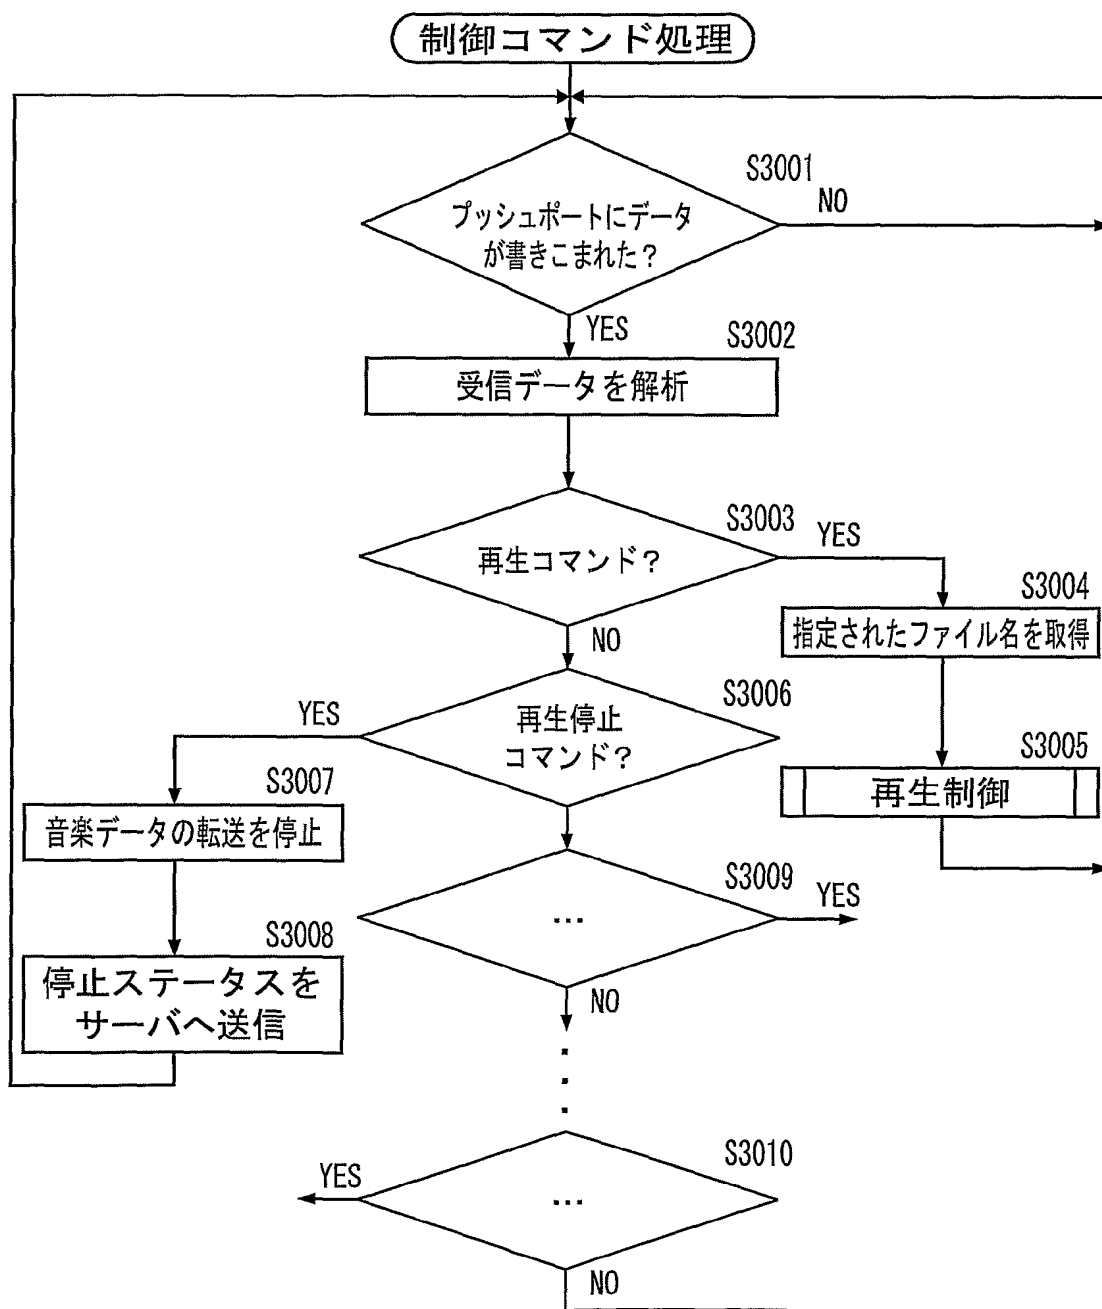 制御コマンド処理
S3001
NO
プッシュポートにデータ
が書きこまれた?
YES
S3002
受信データを解析
S3003
YES
再生コマンド?
NO
S3004
指定されたファイル名を取得
S3006
YES
再生停止
コマンド?
S3005
再生制御
S3007
音楽データの転送を停止
S3009
YES
...
NO
S3008
停止ステータスを
サーバへ送信
S3010
YES
...
NO